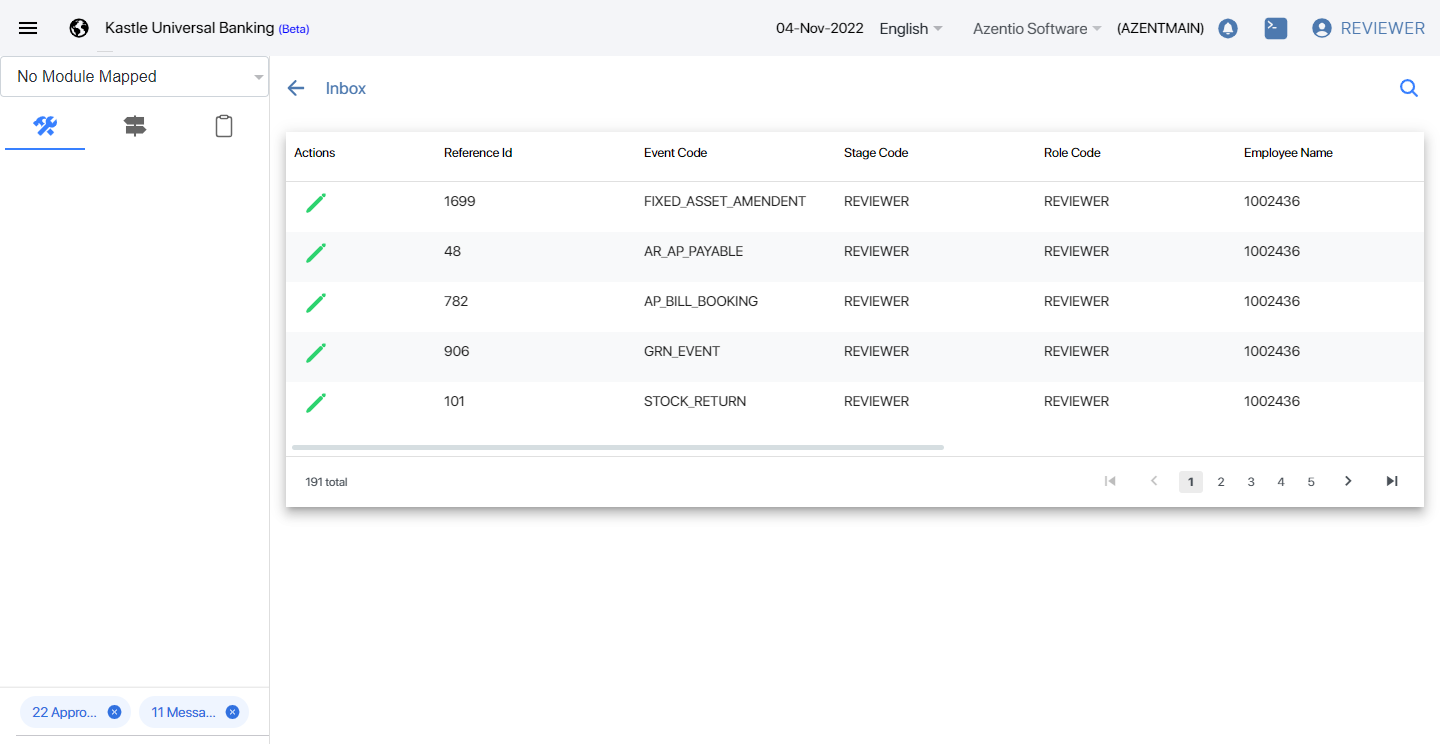 Kastle Universal Banking (Beta) 04-Nov-2022 English Azentio Software (AZENTMAIN) REVIEWER
No Module Mapped
Inbox
Actions Reference Id Event Code Stage Code Role Code Employee Name
1699 FIXED_ASSET_AMENDENT REVIEWER REVIEWER 1002436
48 AR_AP_PAYABLE REVIEWER REVIEWER 1002436
782 AP_BILL_BOOKING REVIEWER REVIEWER 1002436
906 GRN_EVENT REVIEWER REVIEWER 1002436
101 STOCK_RETURN REVIEWER REVIEWER 1002436
191 total 1 2 3 4 5
22 Appro... 11 Messa...